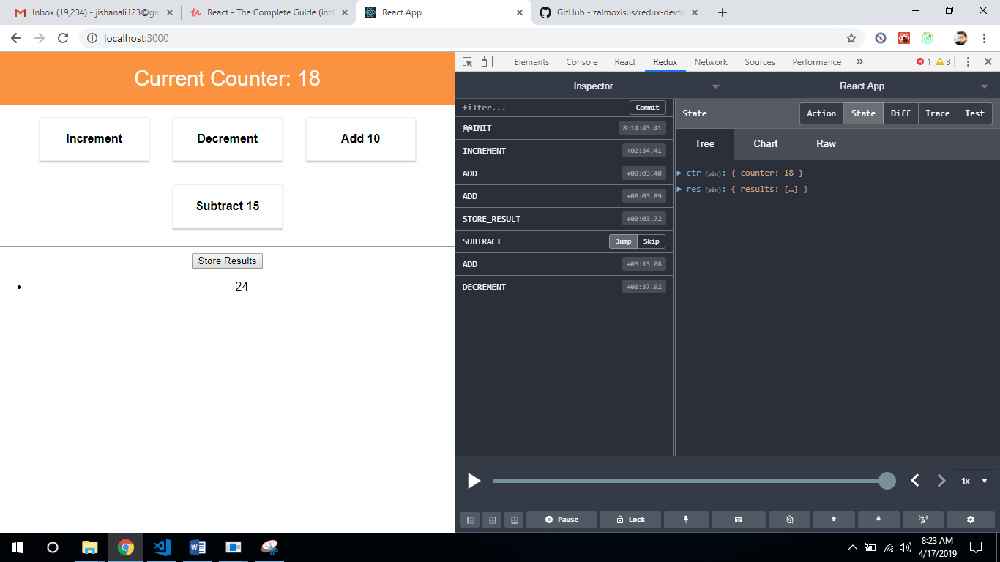 Inbox (19,234) - jishanali123@gm
React - The Complete Guide (incl
React App
GitHub - zalmoxisus/redux-devto
localhost:3000
Current Counter: 18
Increment
Decrement
Add 10
Subtract 15
Store Results
24
Elements
Console
React
Redux
Network
Sources
Performance
1
3
Inspector
React App
filter...
Commit
@@INIT
8:14:43.41
INCREMENT
+02:34.41
ADD
+00:03.40
ADD
+00:03.89
STORE_RESULT
+00:03.72
SUBTRACT
Jump
Skip
ADD
+03:13.08
DECREMENT
+00:37.92
State
Action
State
Diff
Trace
Test
Tree
Chart
Raw
ctr (pin): { counter: 18 }
res (pin): { results: […] }
1x
Pause
Lock
8:23 AM
4/17/2019